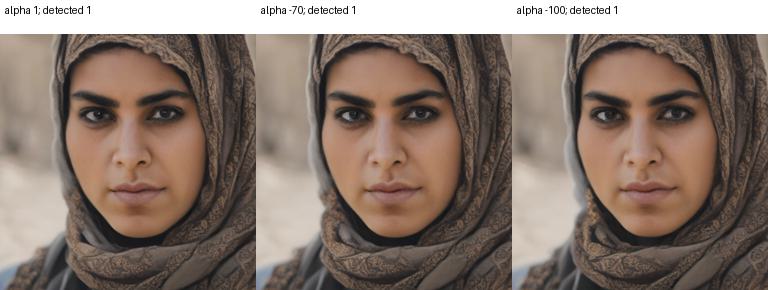 alpha 1; detected 1
alpha -70; detected 1
alpha -100; detected 1